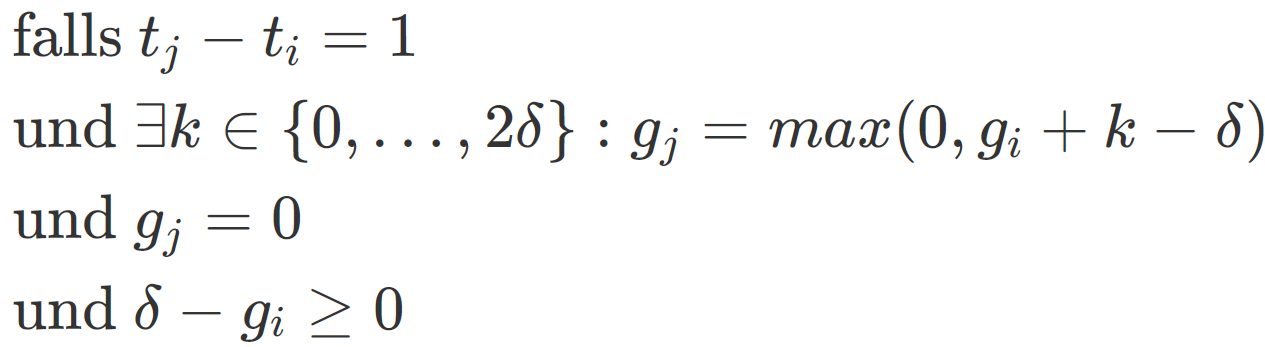 falls t_j − t_i = 1
und ∃k ∈ {0, . . . , 2δ} : g_j = max(0, g_i + k − δ)
und g_j = 0
und δ − g_i ≥ 0